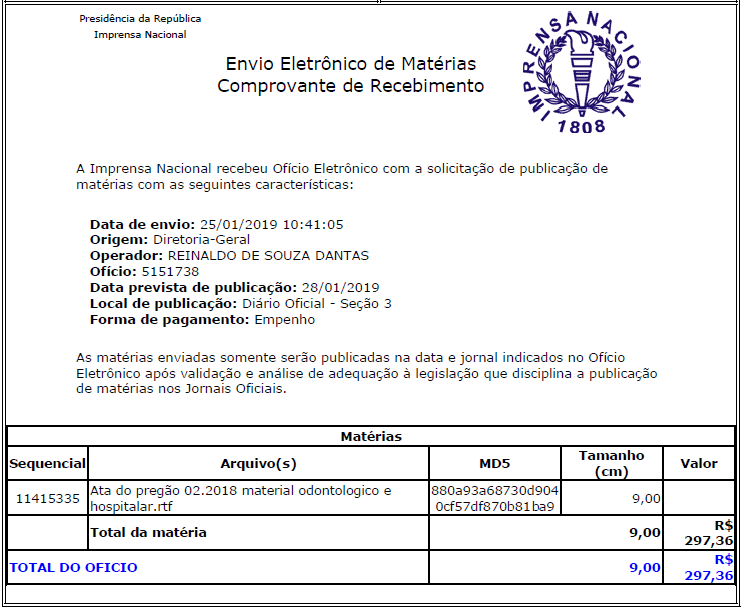 Presidência da República
Imprensa Nacional
IMPRENSA NACIONAL
1808
Envio Eletrônico de Matérias
Comprovante de Recebimento
A Imprensa Nacional recebeu Ofício Eletrônico com a solicitação de publicação de
matérias com as seguintes características:
Data de envio: 25/01/2019 10:41:05
Origem: Diretoria-Geral
Operador: REINALDO DE SOUZA DANTAS
Ofício: 5151738
Data prevista de publicação: 28/01/2019
Local de publicação: Diário Oficial - Seção 3
Forma de pagamento: Empenho
As matérias enviadas somente serão publicadas na data e jornal indicados no Ofício
Eletrônico após validação e análise de adequação à legislação que disciplina a publicação
de matérias nos Jornais Oficiais.
Matérias
Sequencial Arquivo(s) MD5 Tamanho (cm) Valor
11415335 Ata do pregão 02.2018 material odontologico e 880a93a68730d904 9,00
hospitalar.rtf 0cf57df870b81ba9
Total da matéria 9,00 R$ 297,36
TOTAL DO OFICIO 9,00 R$ 297,36